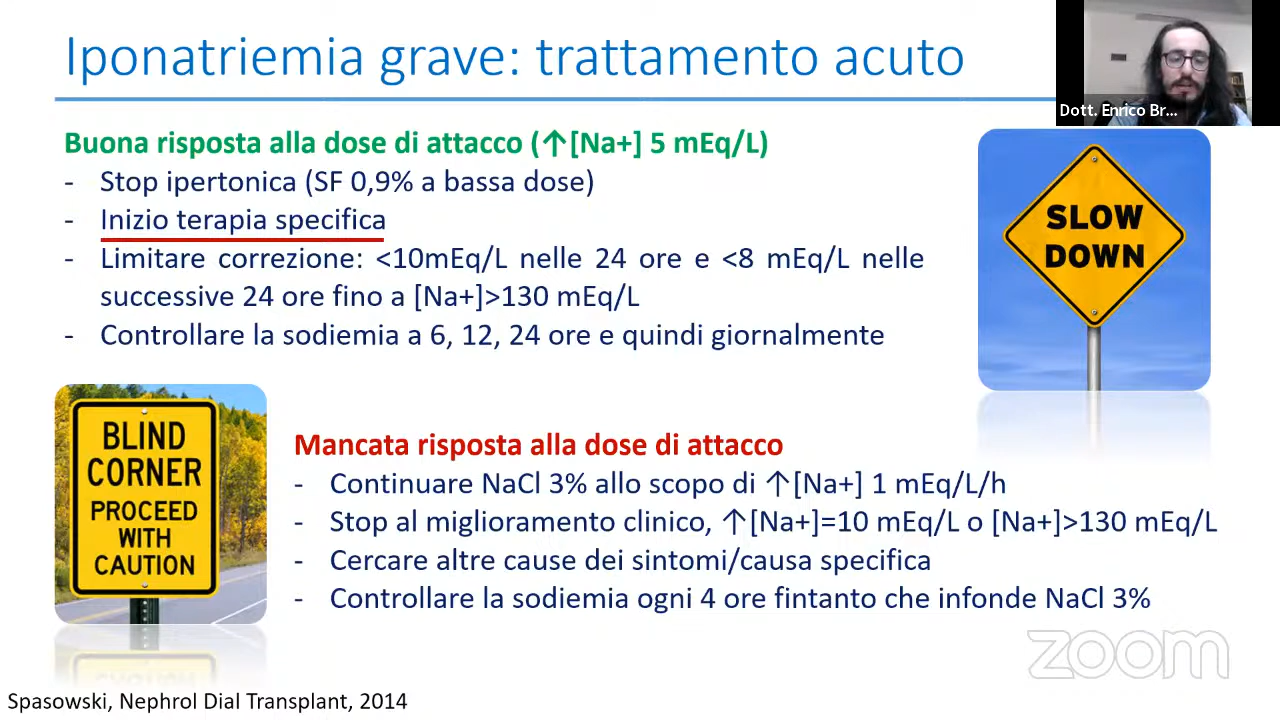 Iponatriemia grave: trattamento acuto
Dott. Enrico Br...
Buona risposta alla dose di attacco (↑[Na+] 5 mEq/L)
- Stop ipertonica (SF 0,9% a bassa dose)
- Inizio terapia specifica
- Limitare correzione: <10mEq/L nelle 24 ore e <8 mEq/L nelle
successive 24 ore fino a [Na+]>130 mEq/L
- Controllare la sodiemia a 6, 12, 24 ore e quindi giornalmente
SLOW
DOWN
BLIND
CORNER
PROCEED
WITH
CAUTION
Mancata risposta alla dose di attacco
- Continuare NaCl 3% allo scopo di ↑[Na+] 1 mEq/L/h
- Stop al miglioramento clinico, ↑[Na+]=10 mEq/L o [Na+]>130 mEq/L
- Cercare altre cause dei sintomi/causa specifica
- Controllare la sodiemia ogni 4 ore fintanto che infonde NaCl 3%
zoom
Spasowski, Nephrol Dial Transplant, 2014